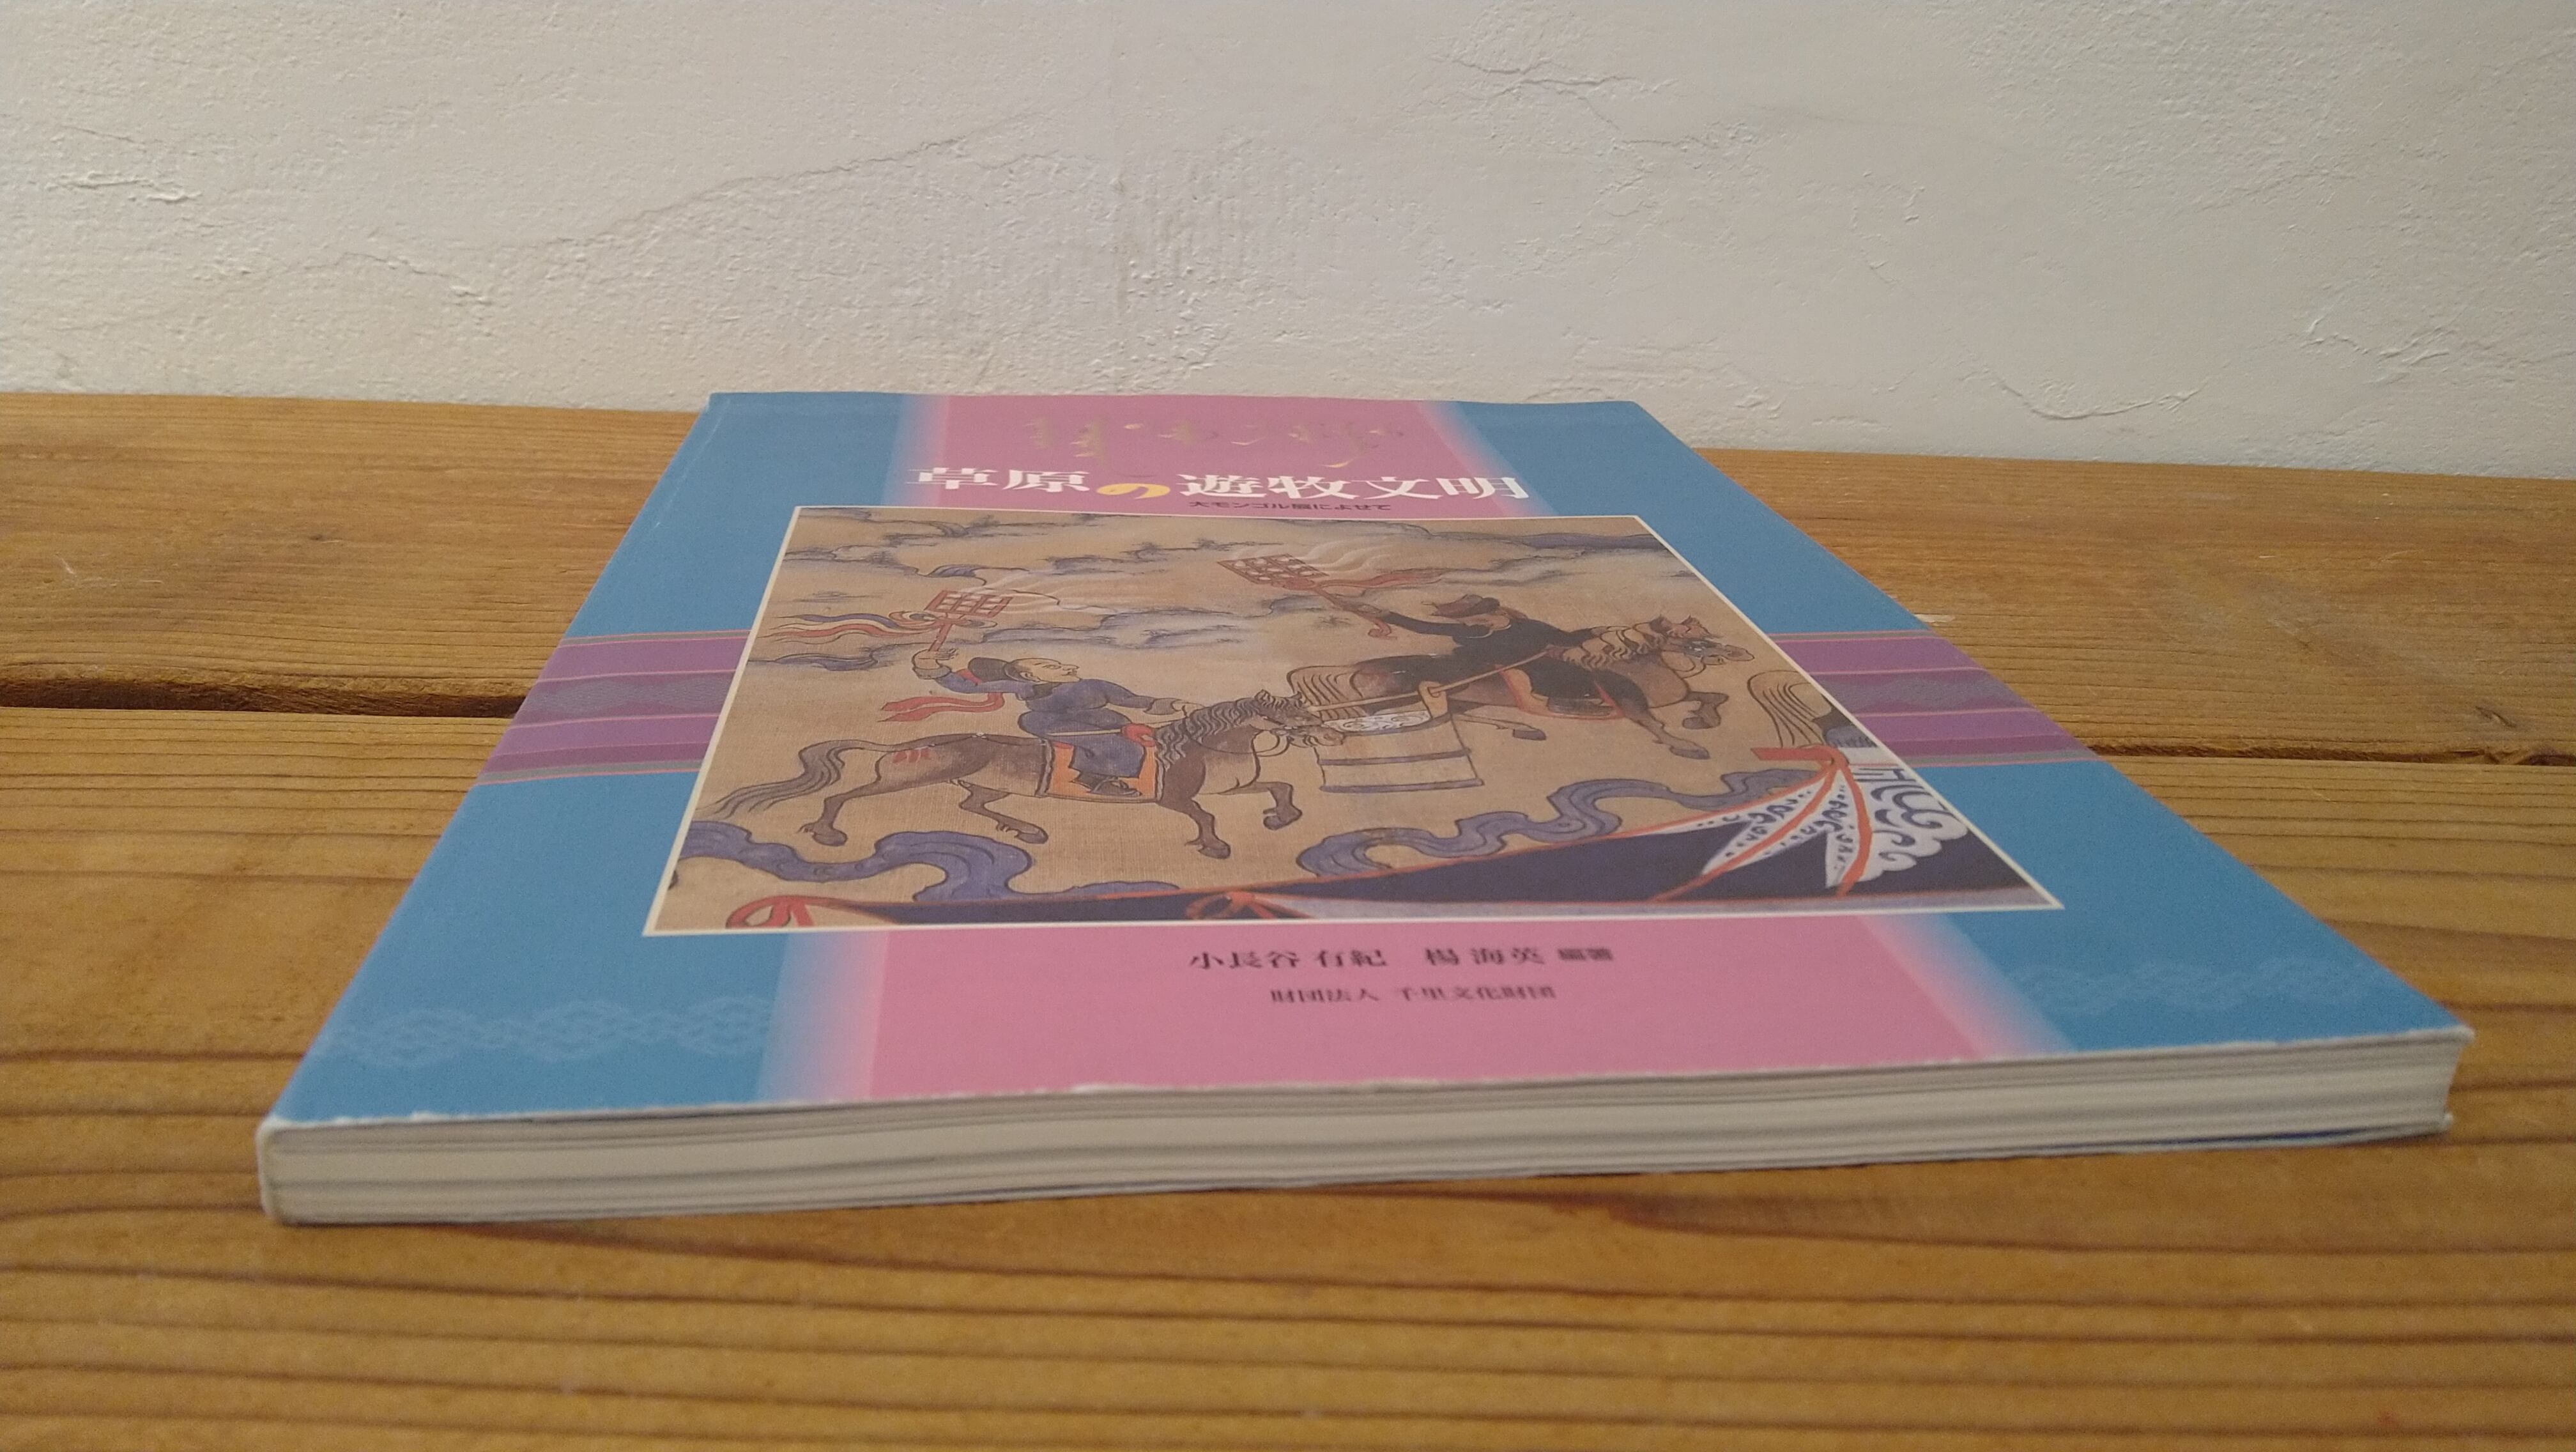 草原の遊牧文明
大モンゴル展によせて
小長谷 有紀　楊 海英 編著
財団法人 千里文化財団